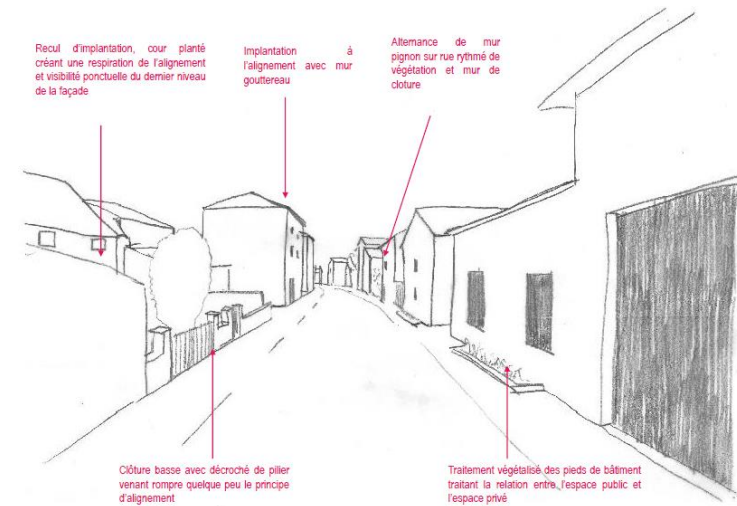 Recul d'implantation, cour planté
créant une respiration de l'alignement
et visibilité ponctuelle du dernier niveau
de la façade
Implantation à
l'alignement avec mur
gouttereau
Alternance de mur
pignon sur rue rythmé de
végétation et mur de
cloture
Clôture basse avec décroché de pilier
venant rompre quelque peu le principe
d'alignement
Traitement végétalisé des pieds de bâtiment
traitant la relation entre l'espace public et
l'espace privé